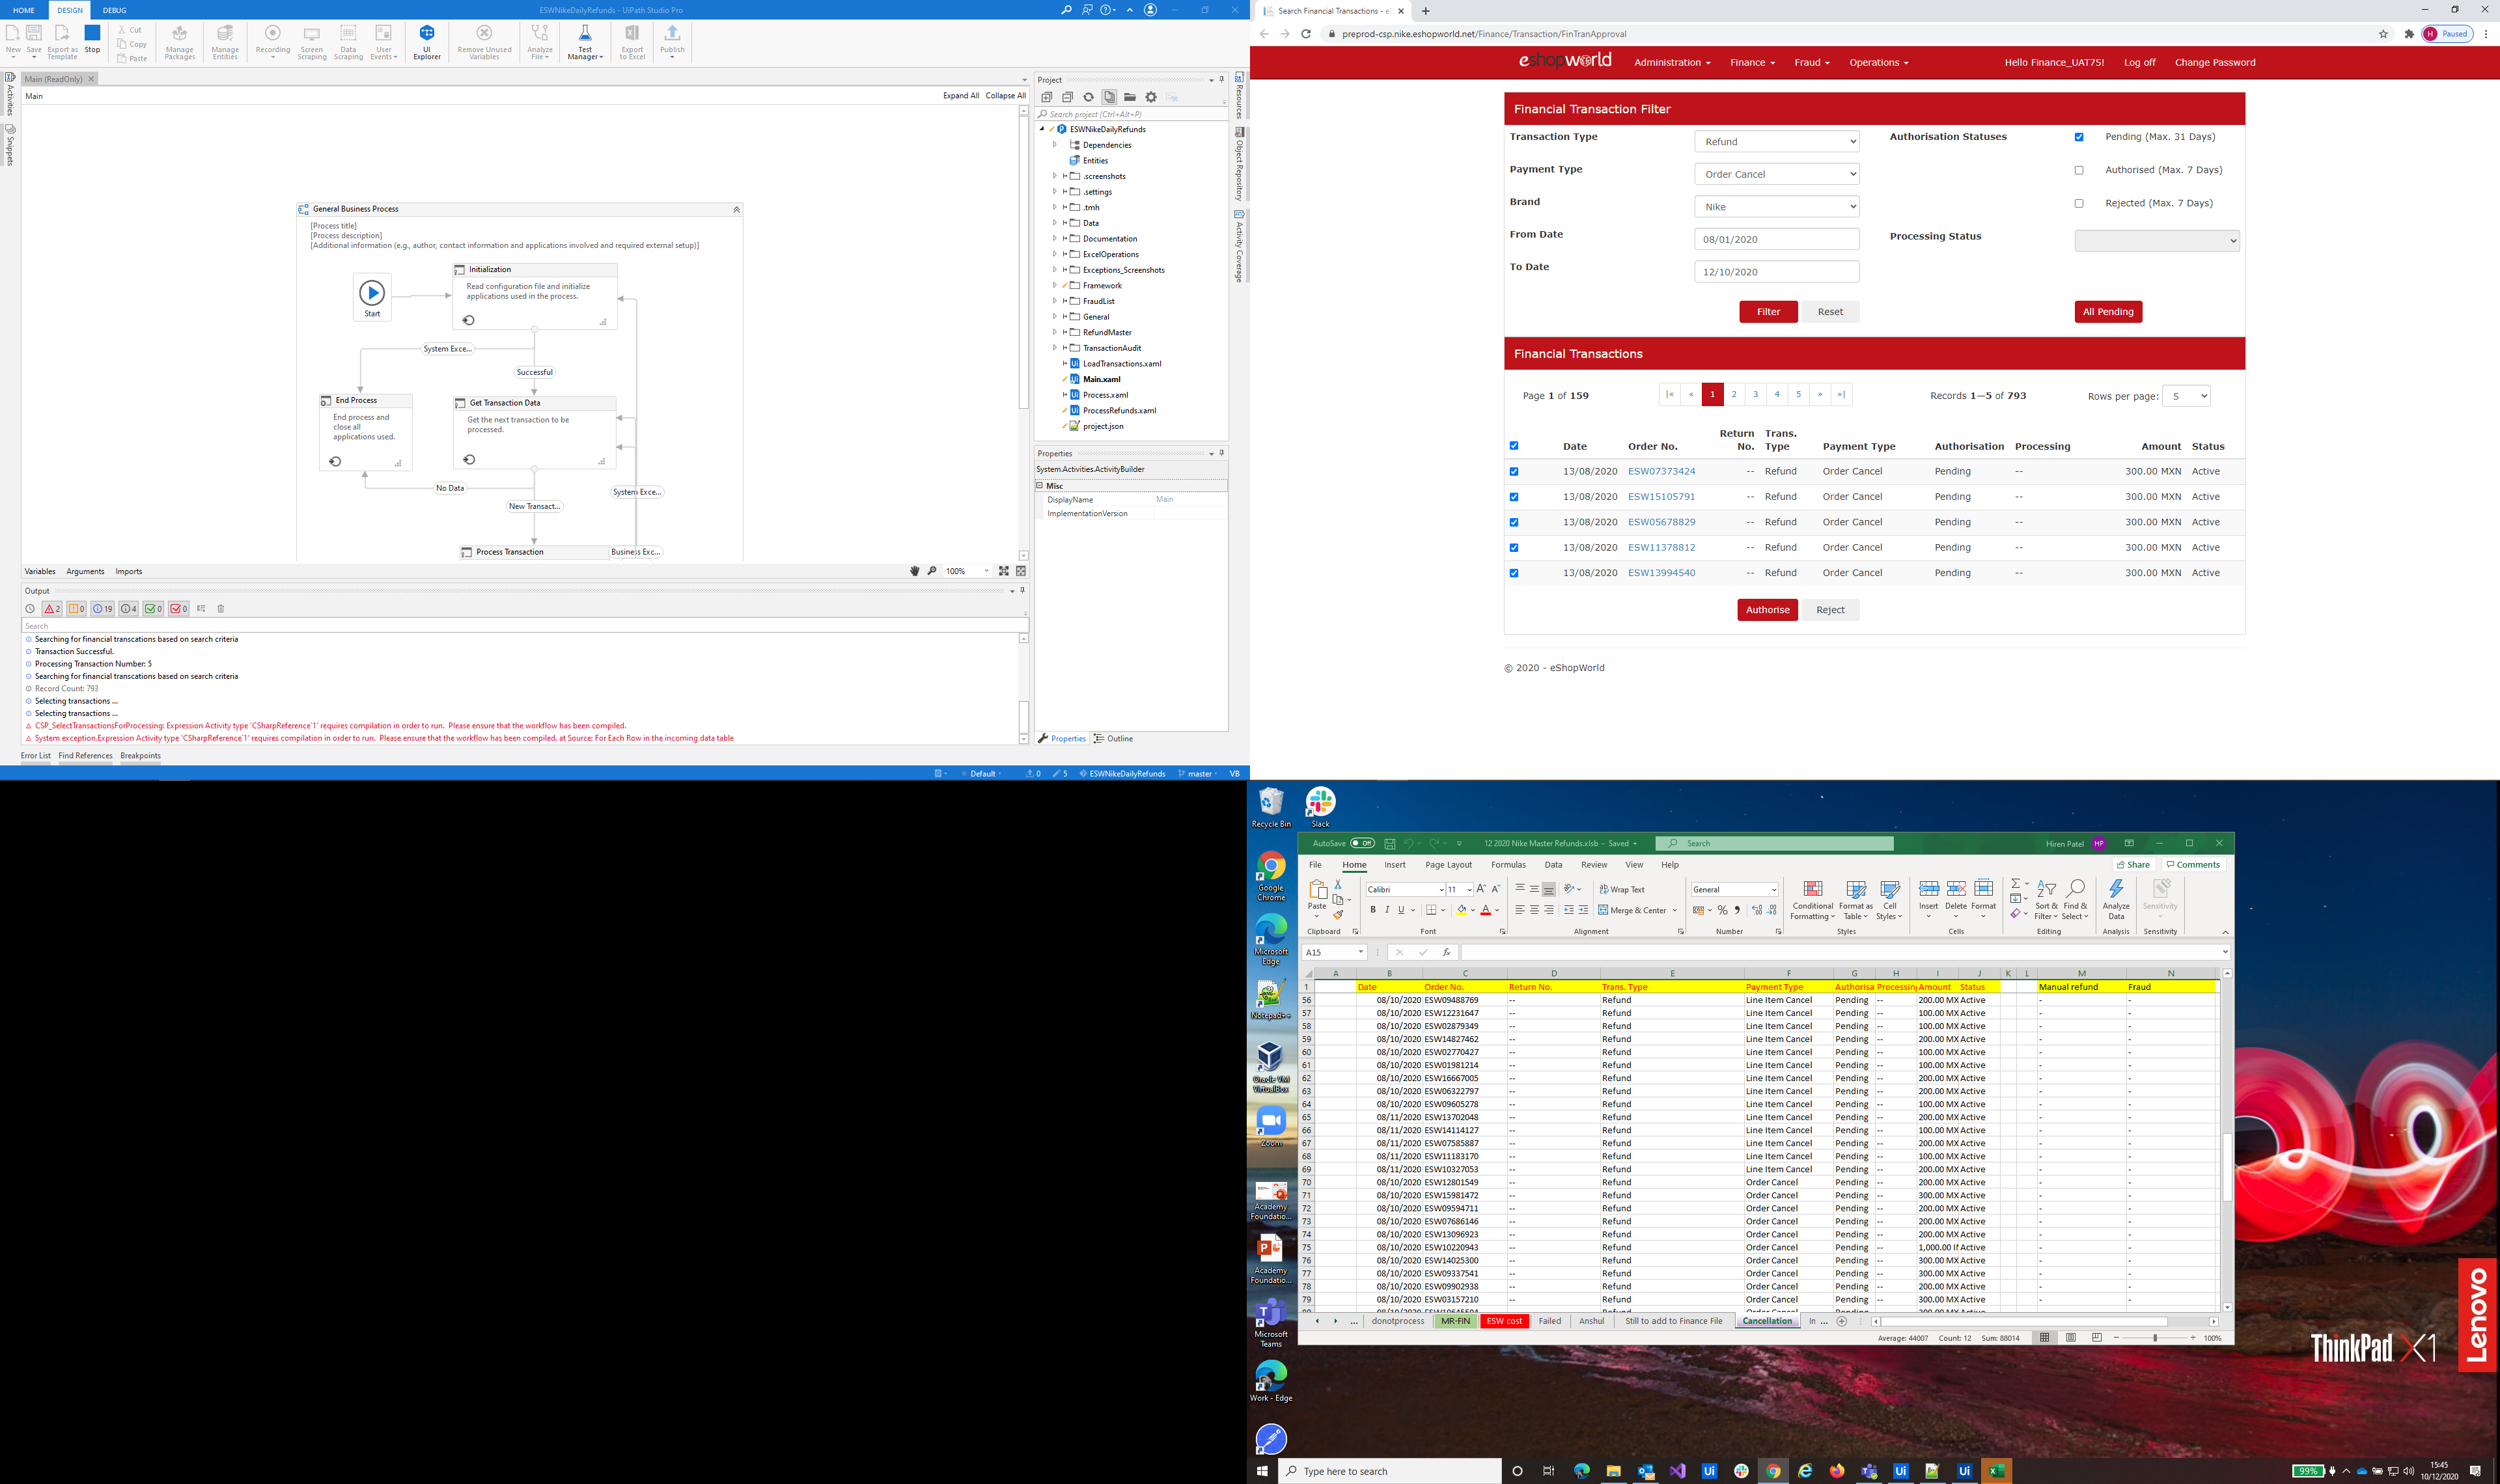 HOME DESIGN DEBUG
ESWNikeDailyRefunds - UiPath Studio Pro
New Save Export as Template Stop Cut Copy Paste Manage Packages Manage Entities Recording Screen Scraping Data Scraping User Events UI Explorer Remove Unused Variables Analyze File Test Manager Export to Excel Publish
Main (ReadOnly)
Main
Expand All Collapse All
Activities
Snippets
General Business Process
[Process title]
[Process description]
[Additional information (e.g., author, contact information and applications involved and required external setup)]
Start
Initialization
Read configuration file and initialize
applications used in the process.
System Exce...
Successful
End Process
End process and
close all
applications used.
Get Transaction Data
Get the next transaction to be
processed.
No Data
System Exce...
New Transact...
Process Transaction
Business Exc...
Variables Arguments Imports
100%
Output
2 0 19 4 0 0
Search
Searching for financial transcations based on search criteria
Transaction Successful.
Processing Transaction Number: 5
Searching for financial transcations based on search criteria
Record Count: 793
Selecting transactions ...
Selecting transactions ...
CSP_SelectTransactionsForProcessing: Expression Activity type 'CSharpReference`1' requires compilation in order to run. Please ensure that the workflow has been compiled.
System exception.Expression Activity type 'CSharpReference`1' requires compilation in order to run. Please ensure that the workflow has been compiled. at Source: For Each Row in the incoming data table
Error List Find References Breakpoints
Default 0 5 ESWNikeDailyRefunds master VB
Project
Search project (Ctrl+Alt+P)
ESWNikeDailyRefunds
Dependencies
Entities
.screenshots
.settings
.tmh
Data
Documentation
ExcelOperations
Exceptions_Screenshots
Framework
FraudList
General
RefundMaster
TransactionAudit
LoadTransactions.xaml
Main.xaml
Process.xaml
ProcessRefunds.xaml
project.json
Properties
System.Activities.ActivityBuilder
Misc
DisplayName Main
ImplementationVersion
Properties Outline
Resources
Object Repository
Activity Coverage
Search Financial Transactions - e
preprod-csp.nike.eshopworld.net/Finance/Transaction/FinTranApproval
H Paused
eshopworld Administration Finance Fraud Operations Hello Finance_UAT75! Log off Change Password
Financial Transaction Filter
Transaction Type Refund Authorisation Statuses Pending (Max. 31 Days)
Payment Type Order Cancel Authorised (Max. 7 Days)
Brand Nike Rejected (Max. 7 Days)
From Date 08/01/2020 Processing Status
To Date 12/10/2020
Filter Reset All Pending
Financial Transactions
Page 1 of 159 |« « 1 2 3 4 5 » »| Records 1—5 of 793 Rows per page: 5
Date Order No. Return No. Trans. Type Payment Type Authorisation Processing Amount Status
13/08/2020 ESW07373424 -- Refund Order Cancel Pending -- 300.00 MXN Active
13/08/2020 ESW15105791 -- Refund Order Cancel Pending -- 300.00 MXN Active
13/08/2020 ESW05678829 -- Refund Order Cancel Pending -- 300.00 MXN Active
13/08/2020 ESW11378812 -- Refund Order Cancel Pending -- 300.00 MXN Active
13/08/2020 ESW13994540 -- Refund Order Cancel Pending -- 300.00 MXN Active
Authorise Reject
© 2020 - eShopWorld
Recycle Bin
Slack
Google Chrome
Microsoft Edge
Notepad++
Oracle VM VirtualBox
Zoom
Academy Foundatio...
Academy Foundatio...
Microsoft Teams
Work - Edge
AutoSave Off 12 2020 Nike Master Refunds.xlsb - Saved Search Hiren Patel HP
File Home Insert Page Layout Formulas Data Review View Help Share Comments
Paste Calibri 11 Wrap Text General
B I U Merge & Center Conditional Formatting Format as Table Cell Styles Insert Delete Format Sort & Filter Find & Select Analyze Data Sensitivity
Clipboard Font Alignment Number Styles Cells Editing Analysis Sensitivity
A15 fx
A B C D E F G H I J K L M N
1 Date Order No. Return No. Trans. Type Payment Type Authorisa Processing Amount Status Manual refund Fraud
56 08/10/2020 ESW09488769 -- Refund Line Item Cancel Pending -- 200.00 MX Active - -
57 08/10/2020 ESW12231647 -- Refund Line Item Cancel Pending -- 100.00 MX Active - -
58 08/10/2020 ESW02879349 -- Refund Line Item Cancel Pending -- 100.00 MX Active - -
59 08/10/2020 ESW14827462 -- Refund Line Item Cancel Pending -- 200.00 MX Active - -
60 08/10/2020 ESW02770427 -- Refund Line Item Cancel Pending -- 100.00 MX Active - -
61 08/10/2020 ESW01981214 -- Refund Line Item Cancel Pending -- 100.00 MX Active - -
62 08/10/2020 ESW16667005 -- Refund Line Item Cancel Pending -- 200.00 MX Active - -
63 08/10/2020 ESW06322797 -- Refund Line Item Cancel Pending -- 200.00 MX Active - -
64 08/10/2020 ESW09605278 -- Refund Line Item Cancel Pending -- 100.00 MX Active - -
65 08/11/2020 ESW13702048 -- Refund Line Item Cancel Pending -- 200.00 MX Active - -
66 08/11/2020 ESW14114127 -- Refund Line Item Cancel Pending -- 100.00 MX Active - -
67 08/11/2020 ESW07585887 -- Refund Line Item Cancel Pending -- 200.00 MX Active - -
68 08/11/2020 ESW11183170 -- Refund Line Item Cancel Pending -- 100.00 MX Active - -
69 08/11/2020 ESW10327053 -- Refund Line Item Cancel Pending -- 200.00 MX Active - -
70 08/10/2020 ESW12801549 -- Refund Order Cancel Pending -- 200.00 MX Active - -
71 08/10/2020 ESW15981472 -- Refund Order Cancel Pending -- 300.00 MX Active - -
72 08/10/2020 ESW09594711 -- Refund Order Cancel Pending -- 200.00 MX Active - -
73 08/10/2020 ESW07686146 -- Refund Order Cancel Pending -- 200.00 MX Active - -
74 08/10/2020 ESW13096923 -- Refund Order Cancel Pending -- 200.00 MX Active - -
75 08/10/2020 ESW10220943 -- Refund Order Cancel Pending -- 1,000.00 II Active - -
76 08/10/2020 ESW14025300 -- Refund Order Cancel Pending -- 300.00 MX Active - -
77 08/10/2020 ESW09337541 -- Refund Order Cancel Pending -- 300.00 MX Active - -
78 08/10/2020 ESW09902938 -- Refund Order Cancel Pending -- 200.00 MX Active - -
79 08/10/2020 ESW03157210 -- Refund Order Cancel Pending -- 300.00 MX Active - -
... donotprocess MR-FIN ESW cost Failed Anshul Still to add to Finance File Cancellation In ...
Average: 44007 Count: 12 Sum: 88014 100%
ThinkPad X1
Lenovo
Type here to search
99%
15:45
10/12/2020